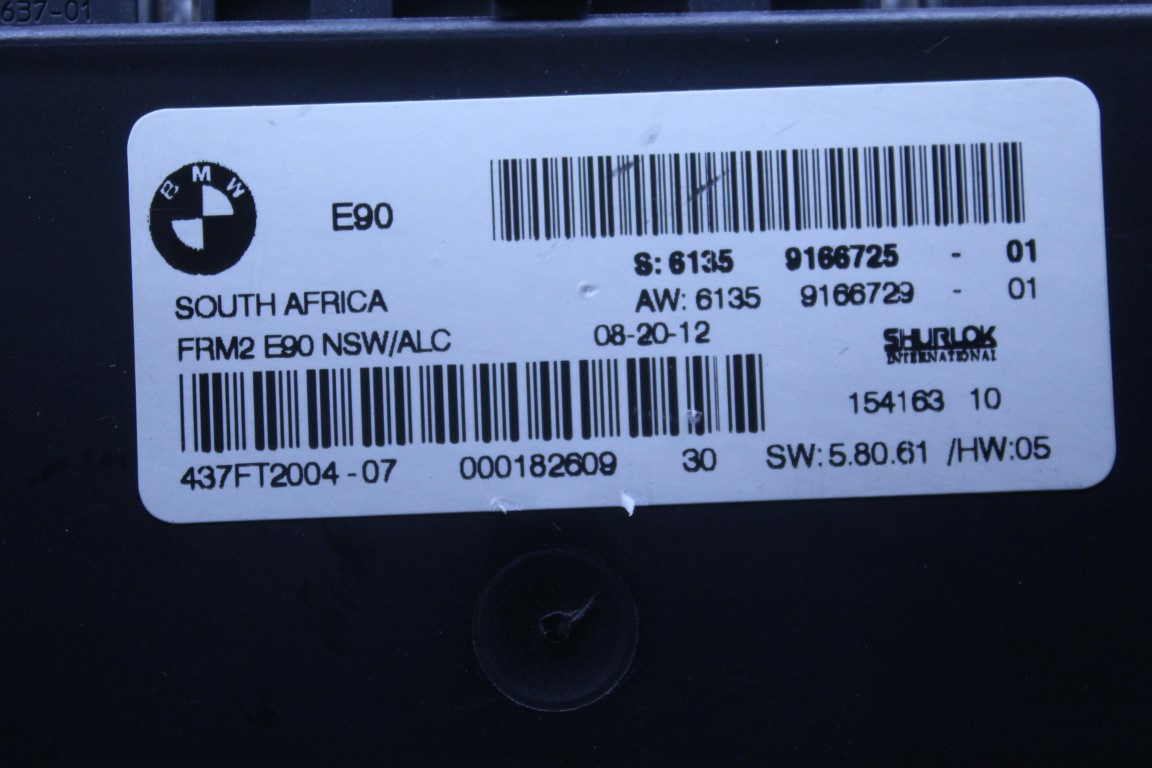 637-01
BMW
E90
S: 6135 9166725 - 01
SOUTH AFRICA
AW: 6135 9166729 - 01
FRM2 E90 NSW/ALC 08-20-12
SHURLOK
INTERNATIONAL
154163 10
437FT2004-07 000182609 30 SW: 5.80.61 /HW:05